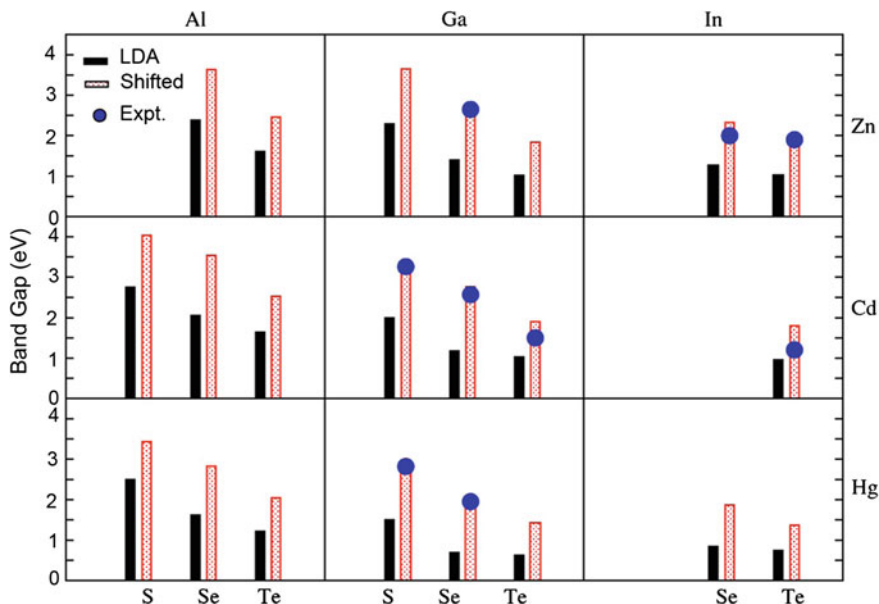 Al Ga In
4
LDA
Shifted
3
Expt.
2
Zn
1
0
4
3
2
Cd
1
0
4
3
2
Hg
1
0
Band Gap (eV)
S Se Te S Se Te Se Te